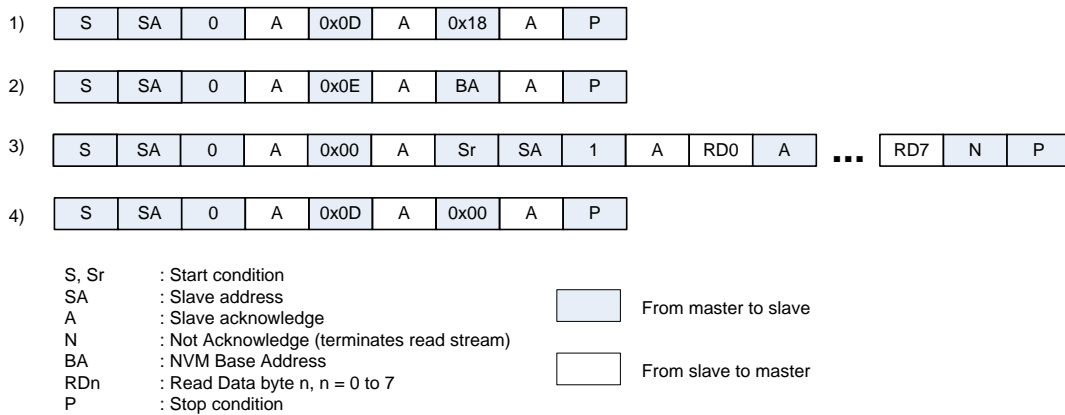 1) S SA 0 A 0x0D A 0x18 A P
2) S SA 0 A 0x0E A BA A P
3) S SA 0 A 0x00 A Sr SA 1 A RD0 A ... RD7 N P
4) S SA 0 A 0x0D A 0x00 A P
S, Sr : Start condition
SA : Slave address
A : Slave acknowledge
N : Not Acknowledge (terminates read stream)
BA : NVM Base Address
RDn : Read Data byte n, n = 0 to 7
P : Stop condition
From master to slave
From slave to master